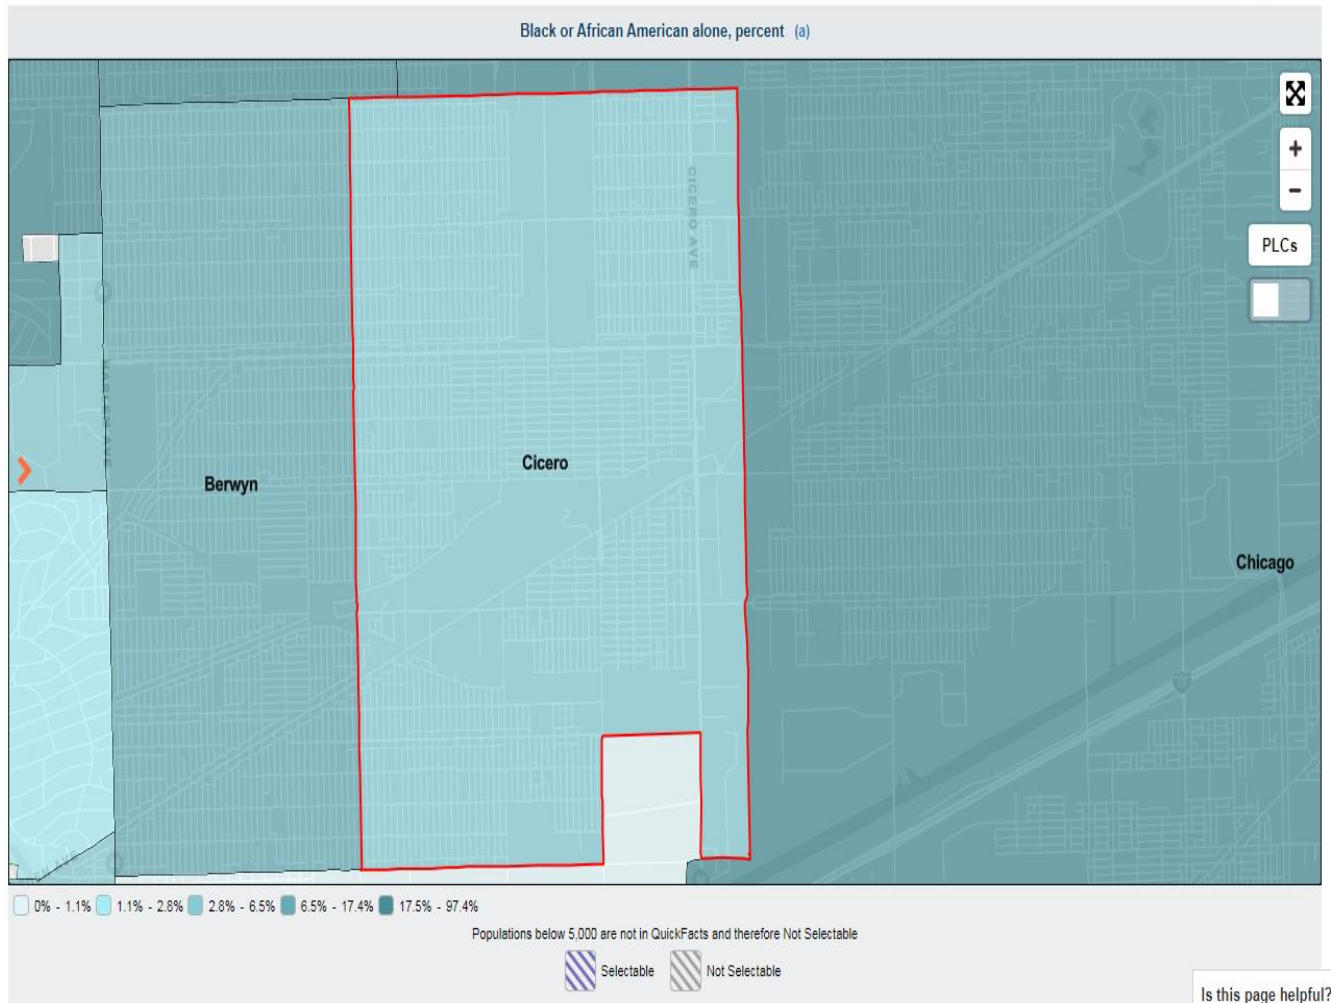 Black or African American alone, percent (a)
CICERO AVE
+
−
PLCs
HARLEM AVE
Cicero
Berwyn
Chicago
0% - 1.1% 1.1% - 2.8% 2.8% - 6.5% 6.5% - 17.4% 17.5% - 97.4%
Populations below 5,000 are not in QuickFacts and therefore Not Selectable
Selectable Not Selectable
Is this page helpful?